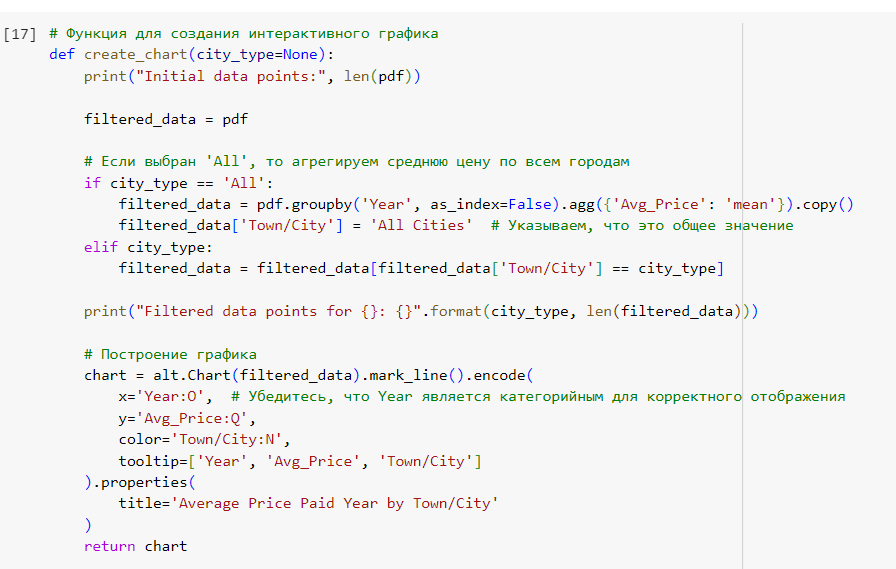 [17] # Функция для создания интерактивного графика
def create_chart(city_type=None):
    print("Initial data points:", len(pdf))

    filtered_data = pdf

    # Если выбран 'All', то агрегируем среднюю цену по всем городам
    if city_type == 'All':
        filtered_data = pdf.groupby('Year', as_index=False).agg({'Avg_Price': 'mean'}).copy()
        filtered_data['Town/City'] = 'All Cities'  # Указываем, что это общее значение
    elif city_type:
        filtered_data = filtered_data[filtered_data['Town/City'] == city_type]

    print("Filtered data points for {}: {}".format(city_type, len(filtered_data)))

    # Построение графика
    chart = alt.Chart(filtered_data).mark_line().encode(
        x='Year:O',  # Убедитесь, что Year является категорийным для корректного отображения
        y='Avg_Price:Q',
        color='Town/City:N',
        tooltip=['Year', 'Avg_Price', 'Town/City']
    ).properties(
        title='Average Price Paid Year by Town/City'
    )
    return chart